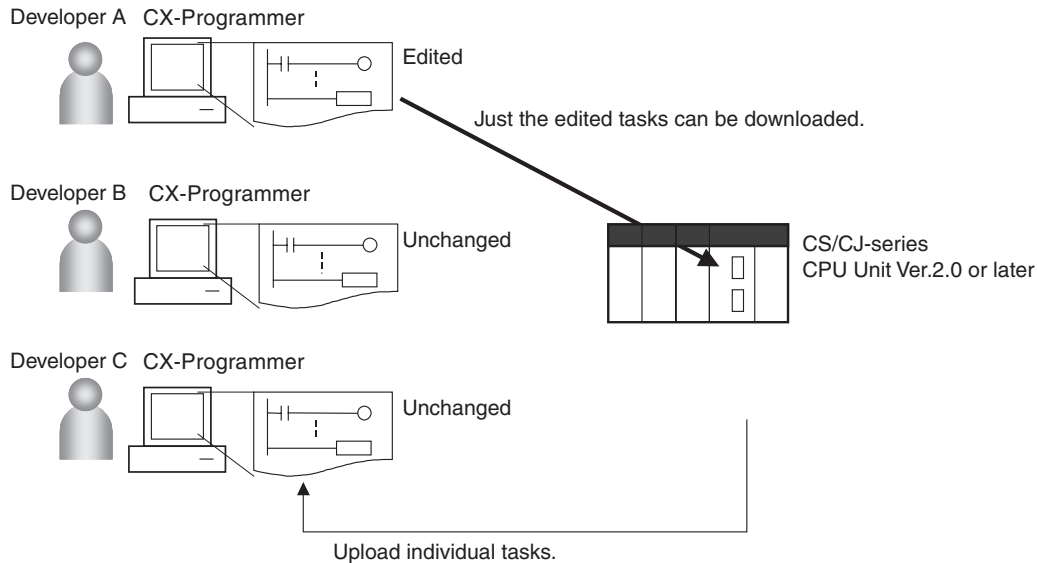 Developer A CX-Programmer
Edited
Just the edited tasks can be downloaded.
Developer B CX-Programmer
Unchanged
CS/CJ-series
CPU Unit Ver.2.0 or later
Developer C CX-Programmer
Unchanged
Upload individual tasks.